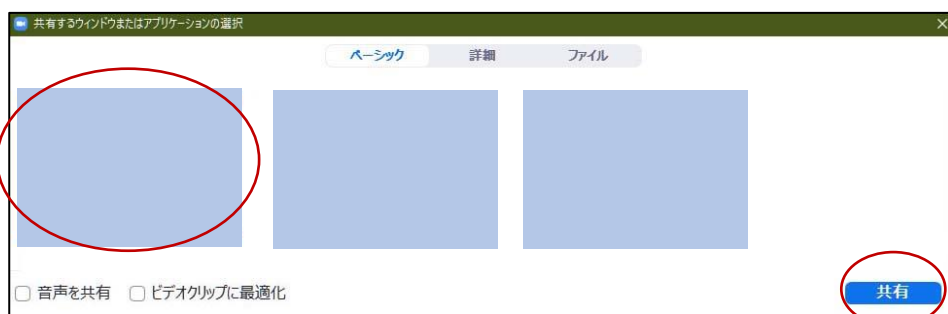 共有するウィンドウまたはアプリケーションの選択
ベーシック 詳細 ファイル
音声を共有 ビデオクリップに最適化 共有